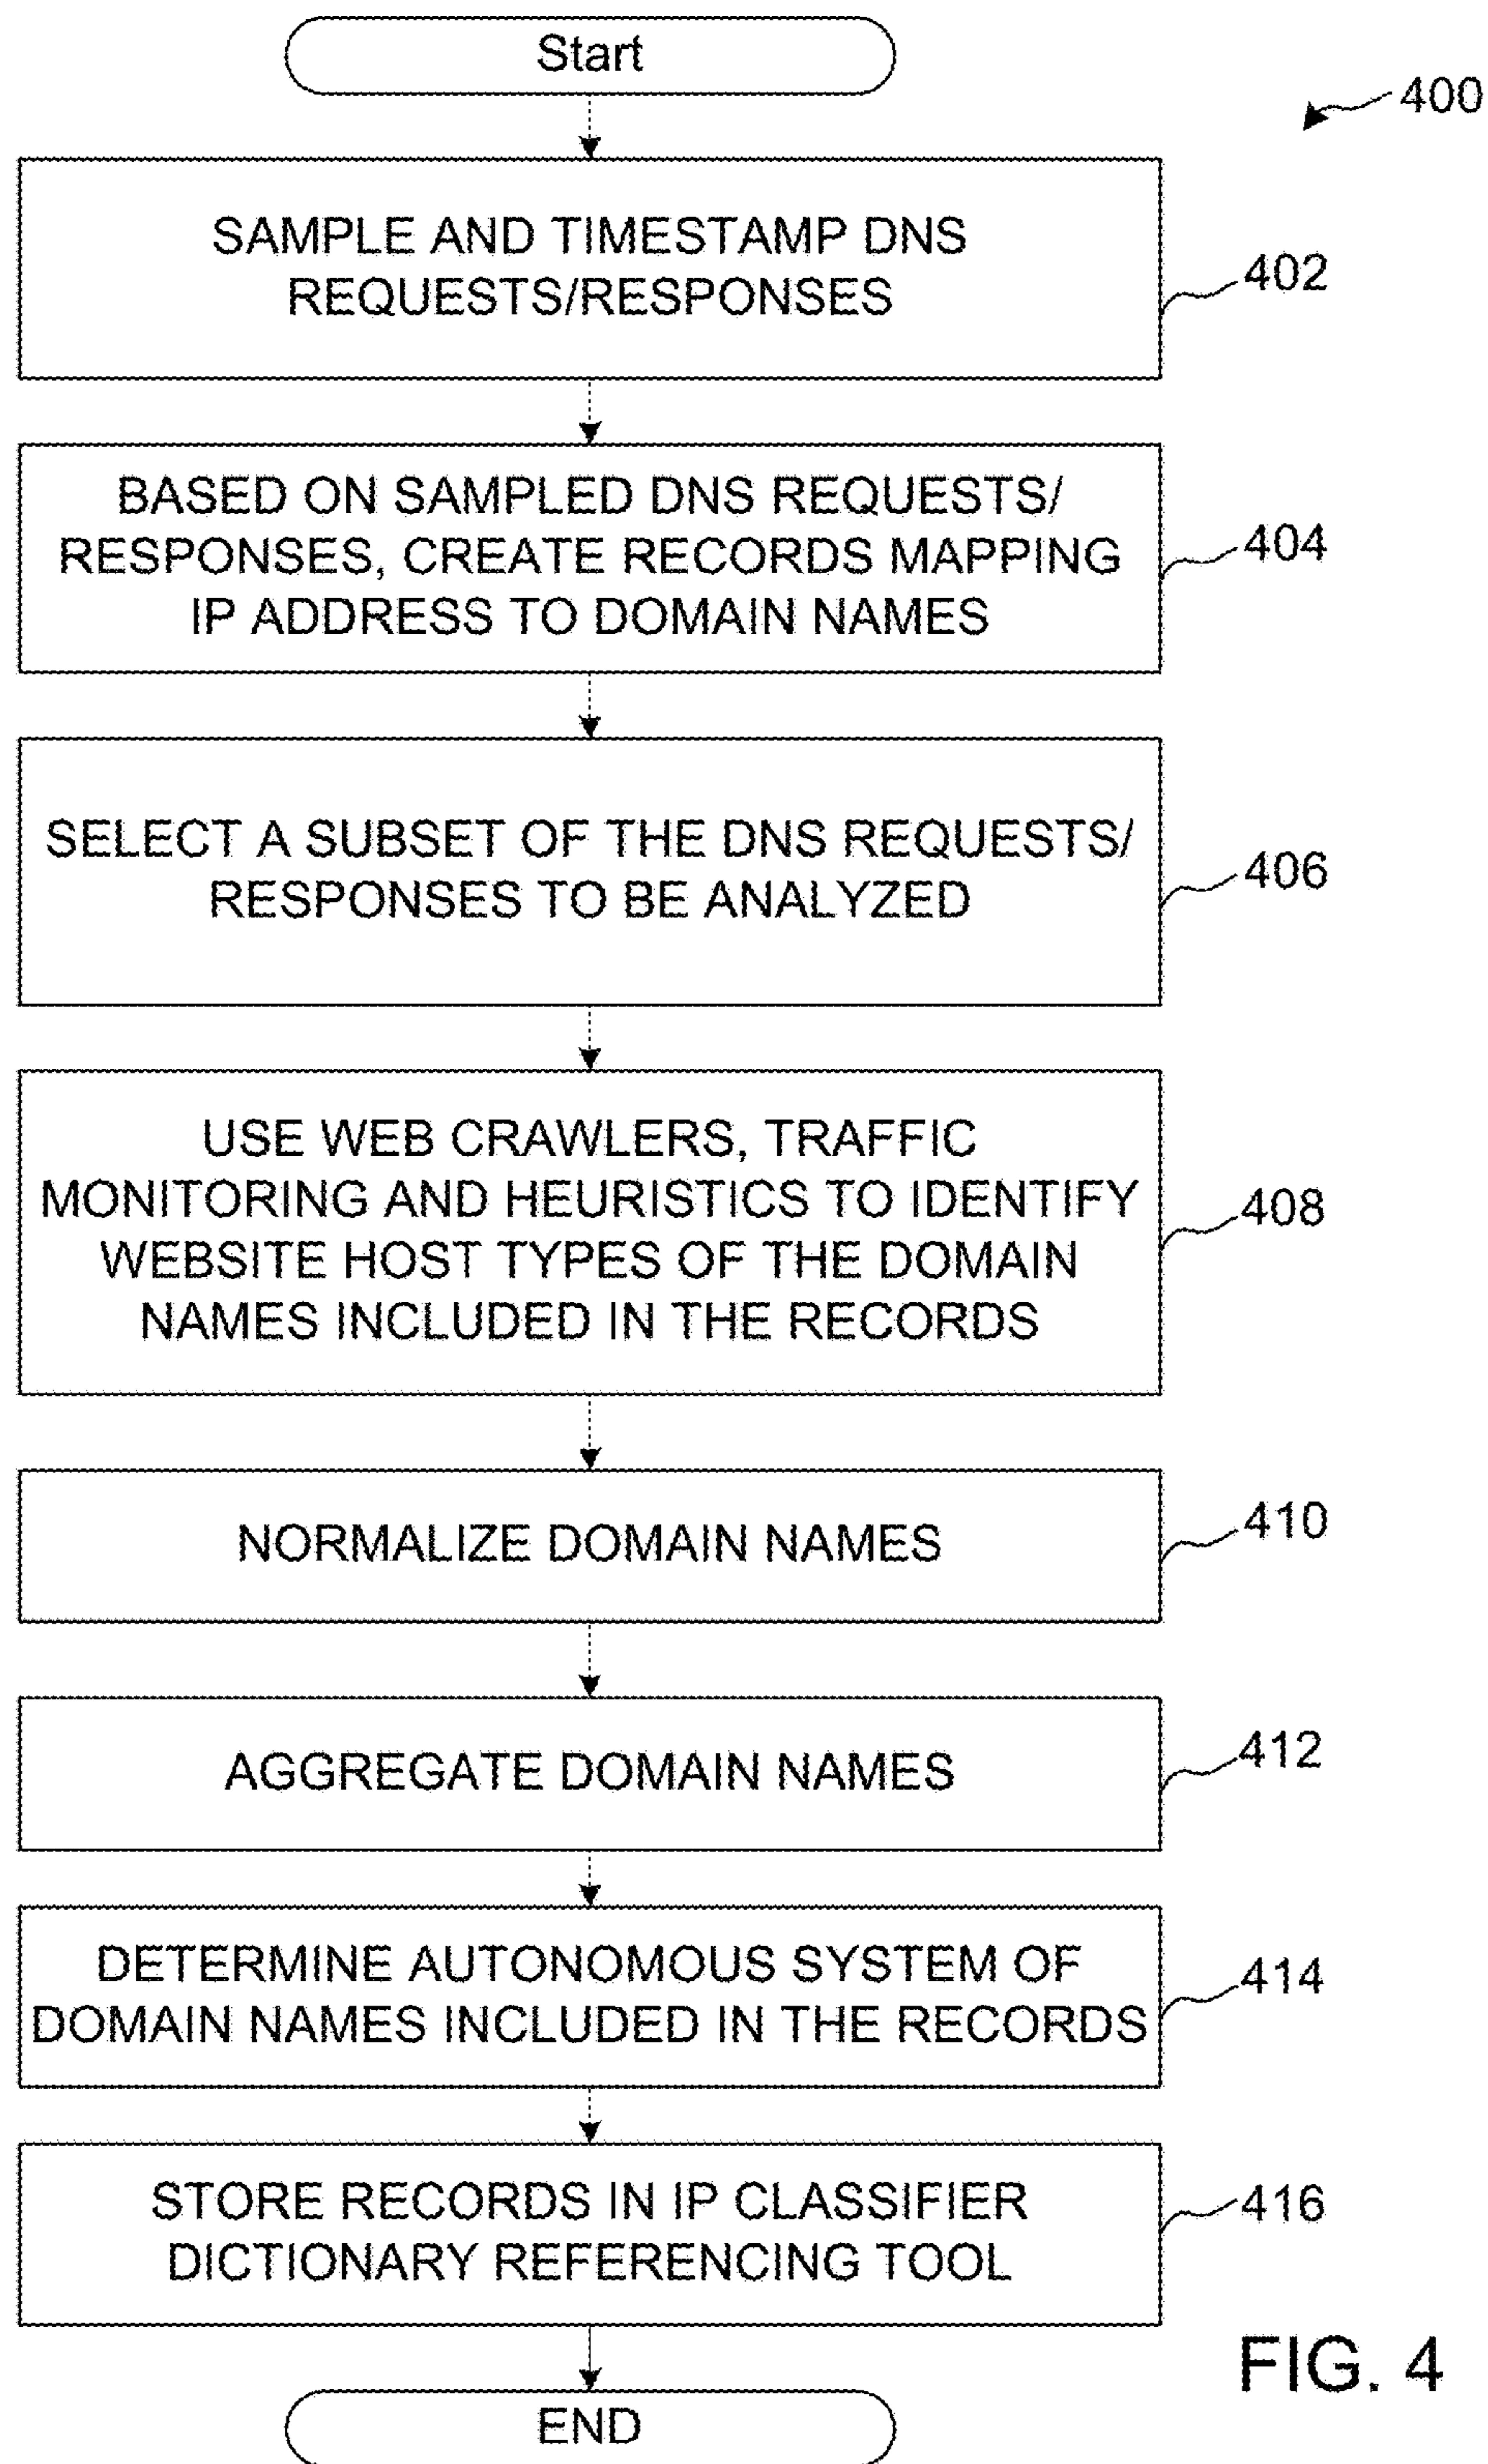 Start
400
SAMPLE AND TIMESTAMP DNS
REQUESTS/RESPONSES
402
BASED ON SAMPLED DNS REQUESTS/
RESPONSES, CREATE RECORDS MAPPING
IP ADDRESS TO DOMAIN NAMES
404
SELECT A SUBSET OF THE DNS REQUESTS/
RESPONSES TO BE ANALYZED
406
USE WEB CRAWLERS, TRAFFIC
MONITORING AND HEURISTICS TO IDENTIFY
WEBSITE HOST TYPES OF THE DOMAIN
NAMES INCLUDED IN THE RECORDS
408
NORMALIZE DOMAIN NAMES
410
AGGREGATE DOMAIN NAMES
412
DETERMINE AUTONOMOUS SYSTEM OF
DOMAIN NAMES INCLUDED IN THE RECORDS
414
STORE RECORDS IN IP CLASSIFIER
DICTIONARY REFERENCING TOOL
416
END
FIG. 4